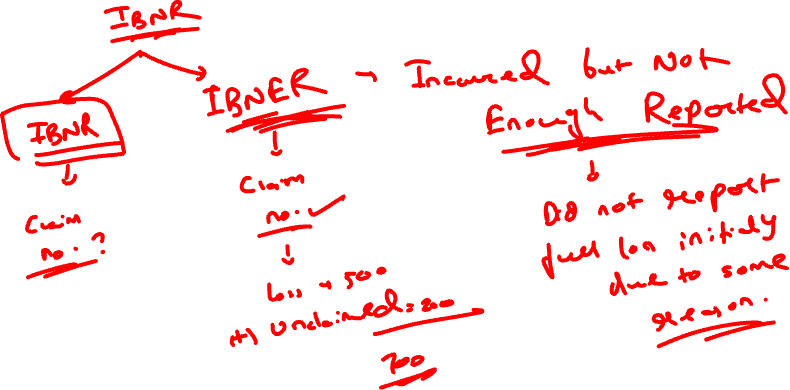 IBNR
IBNR
Claim
no. ?
IBNER
Claim
no. ✓
Loss → 500
(+) Unclaimed = 200
700
→ Incurred but Not
Enough Reported
Did not report
full loss initially
due to some
reason.